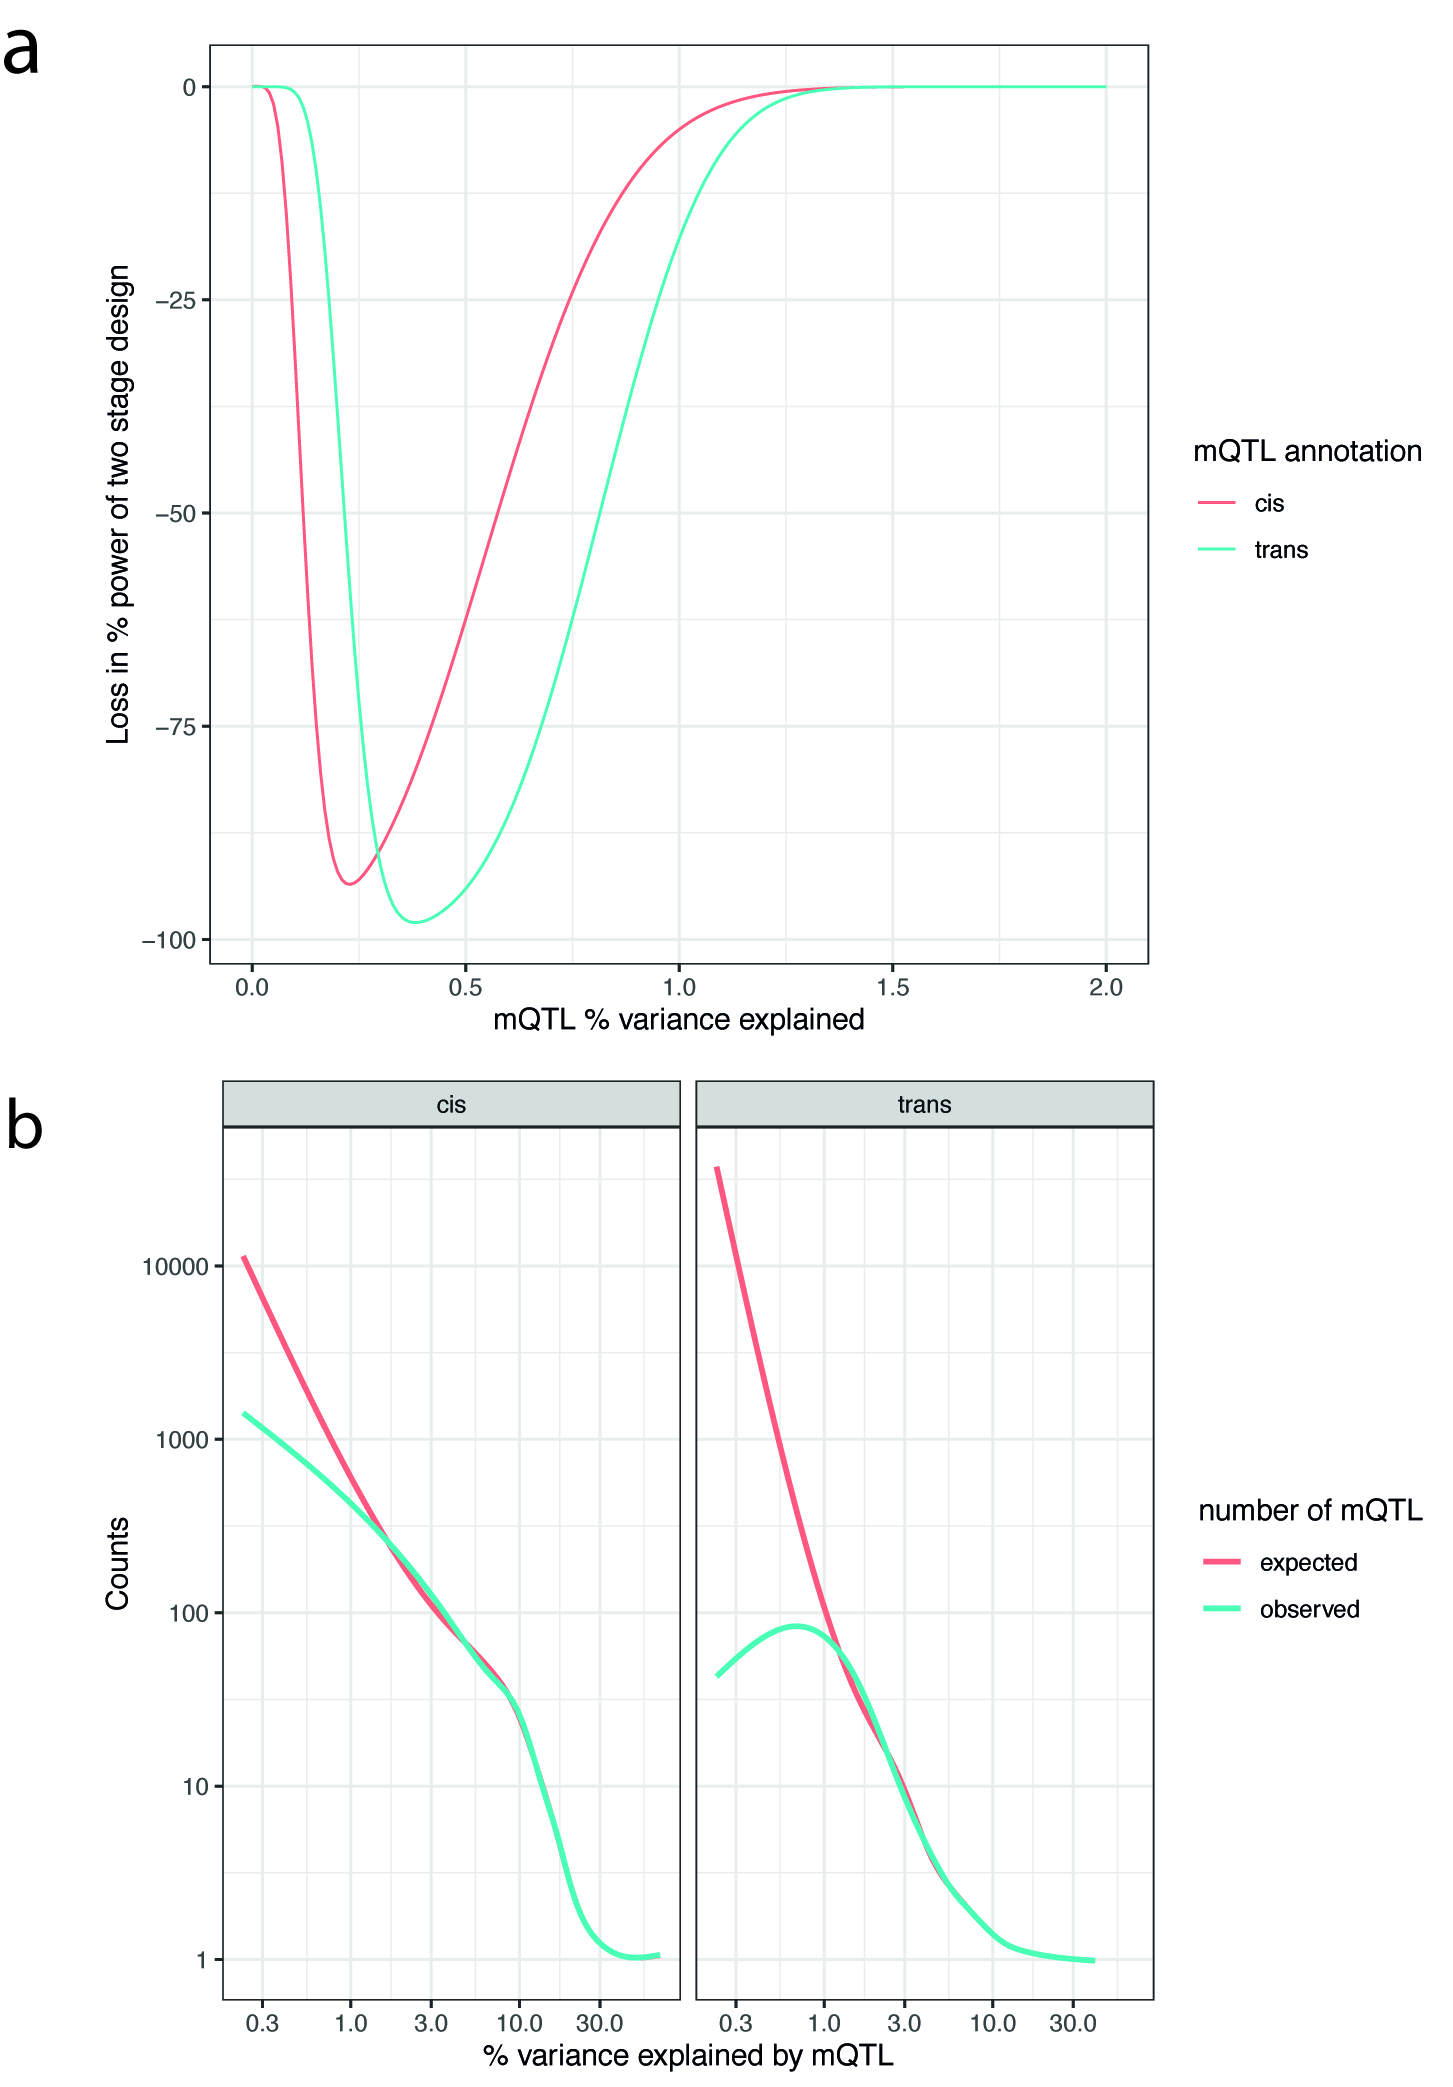 a
Loss in % power of two stage design
0
−25
−50
−75
−100
0.0 0.5 1.0 1.5 2.0
mQTL % variance explained
mQTL annotation
cis
trans
b
cis trans
Counts
10000
1000
100
10
1
0.3 1.0 3.0 10.0 30.0 0.3 1.0 3.0 10.0 30.0
% variance explained by mQTL
number of mQTL
expected
observed